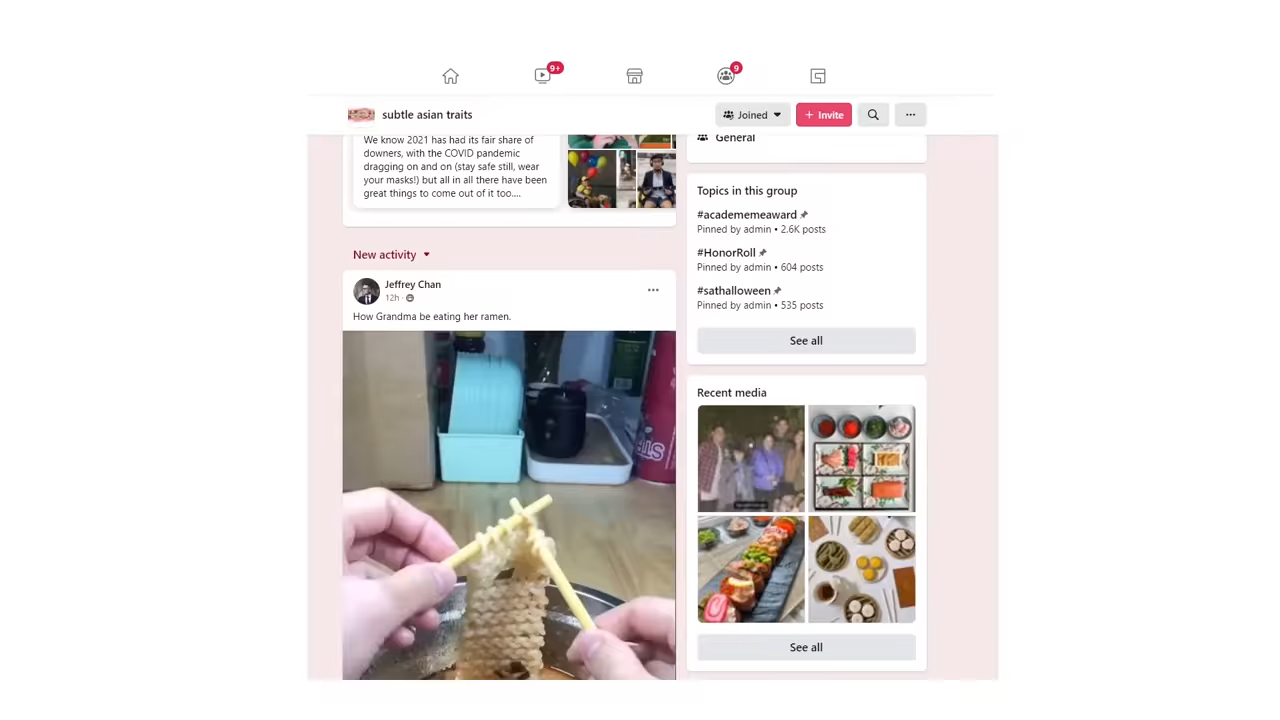 9+
9
subtle asian traits
Joined
+ Invite
We know 2021 has had its fair share of
downers, with the COVID pandemic
dragging on and on (stay safe still, wear
your masks!) but all in all there have been
great things to come out of it too....
New activity
Jeffrey Chan
12h ·
How Grandma be eating her ramen.
General
Topics in this group
#academemeaward
Pinned by admin • 2.6K posts
#HonorRoll
Pinned by admin • 604 posts
#sathalloween
Pinned by admin • 535 posts
See all
Recent media
See all